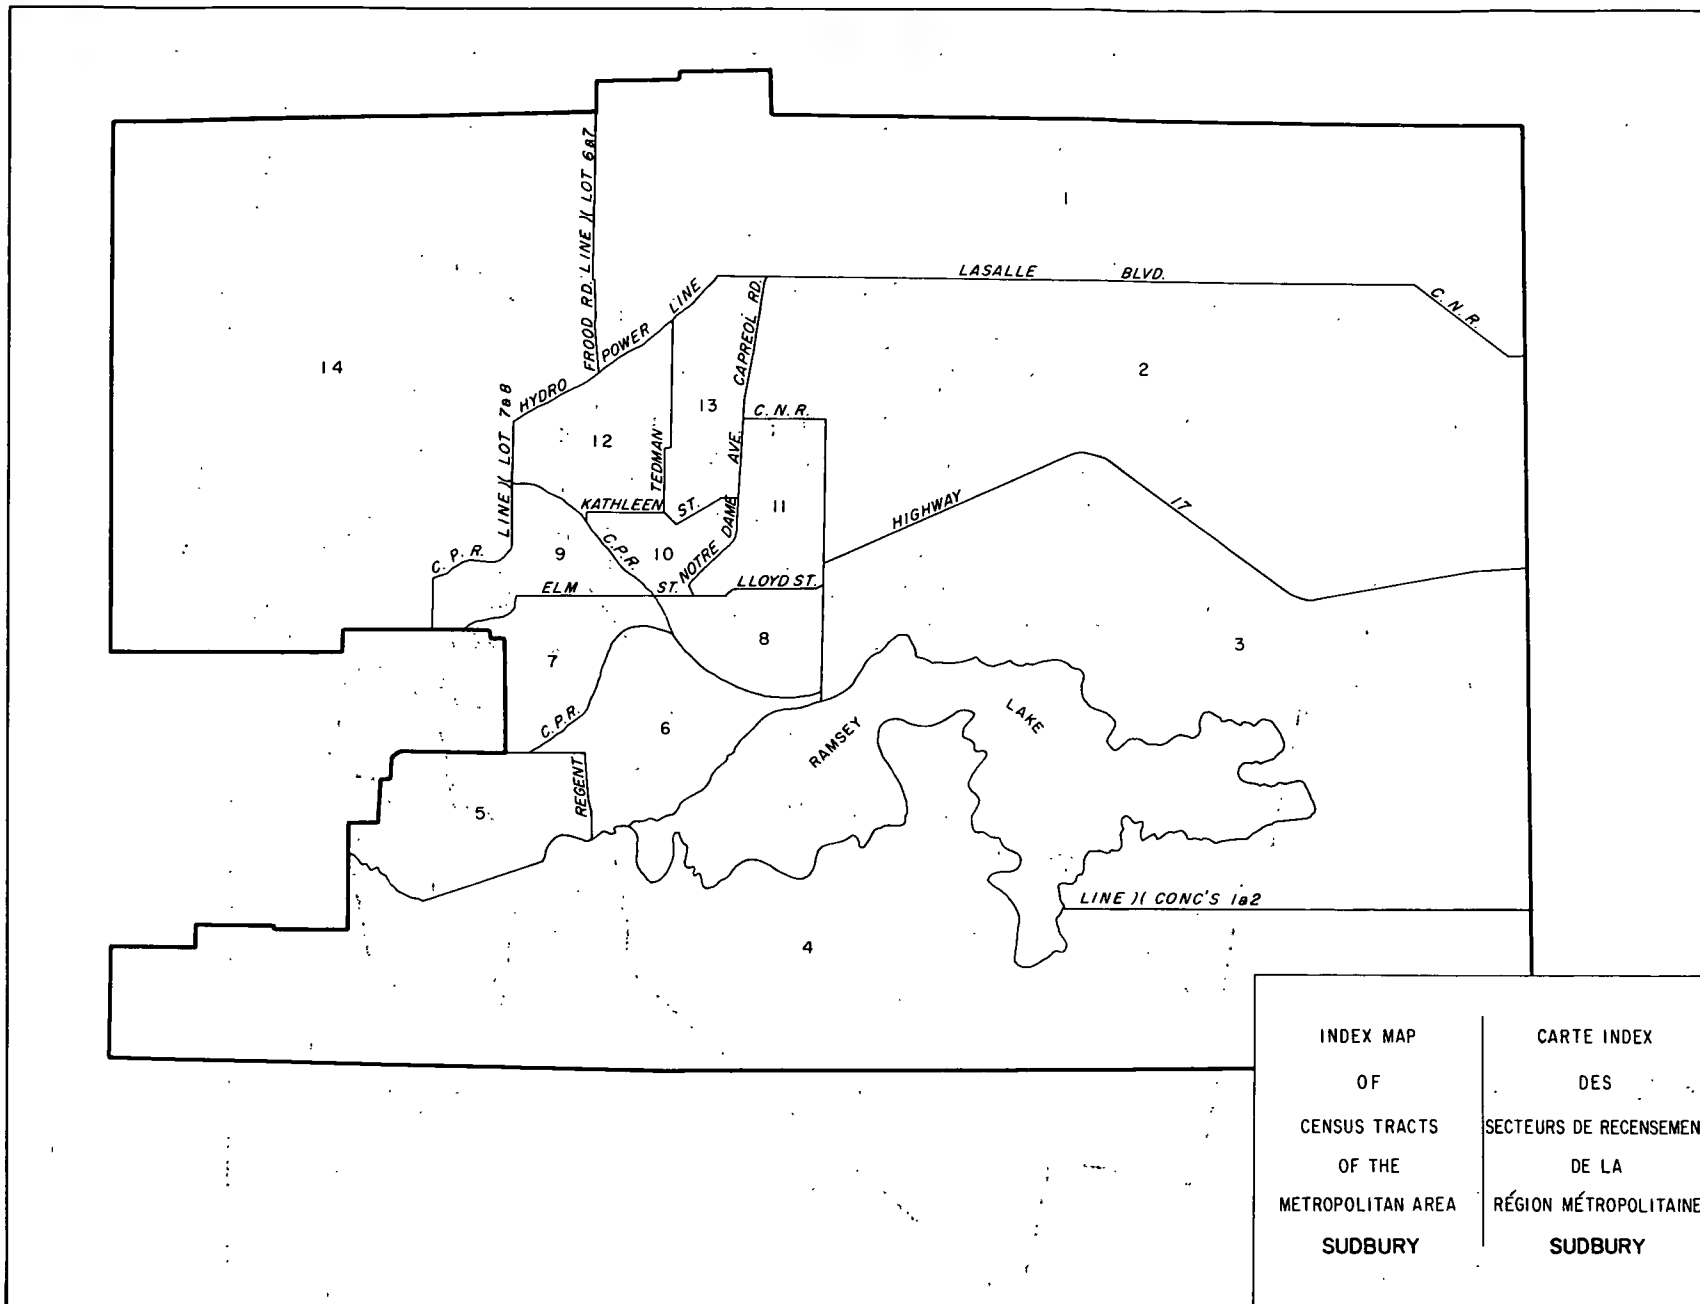 1
LASALLE BLVD.
C. N. R.
FROOD RD. LINE )( LOT 6&7
HYDRO POWER LINE
CAPREOL RD.
14
2
13
C. N. R.
LINE )( LOT 7&8
12
TEDMAN
AVE.
KATHLEEN ST.
11
HIGHWAY 17
NOTRE DAME
C. P. R.
9
C.P.R.
10
ELM ST.
LLOYD ST.
7
8
3
C.P.R.
6
RAMSEY LAKE
5
REGENT
LINE )( CONC'S 1&2
4
INDEX MAP
OF
CENSUS TRACTS
OF THE
METROPOLITAN AREA
SUDBURY
CARTE INDEX
DES
SECTEURS DE RECENSEMEN
DE LA
RÉGION MÉTROPOLITAINE
SUDBURY